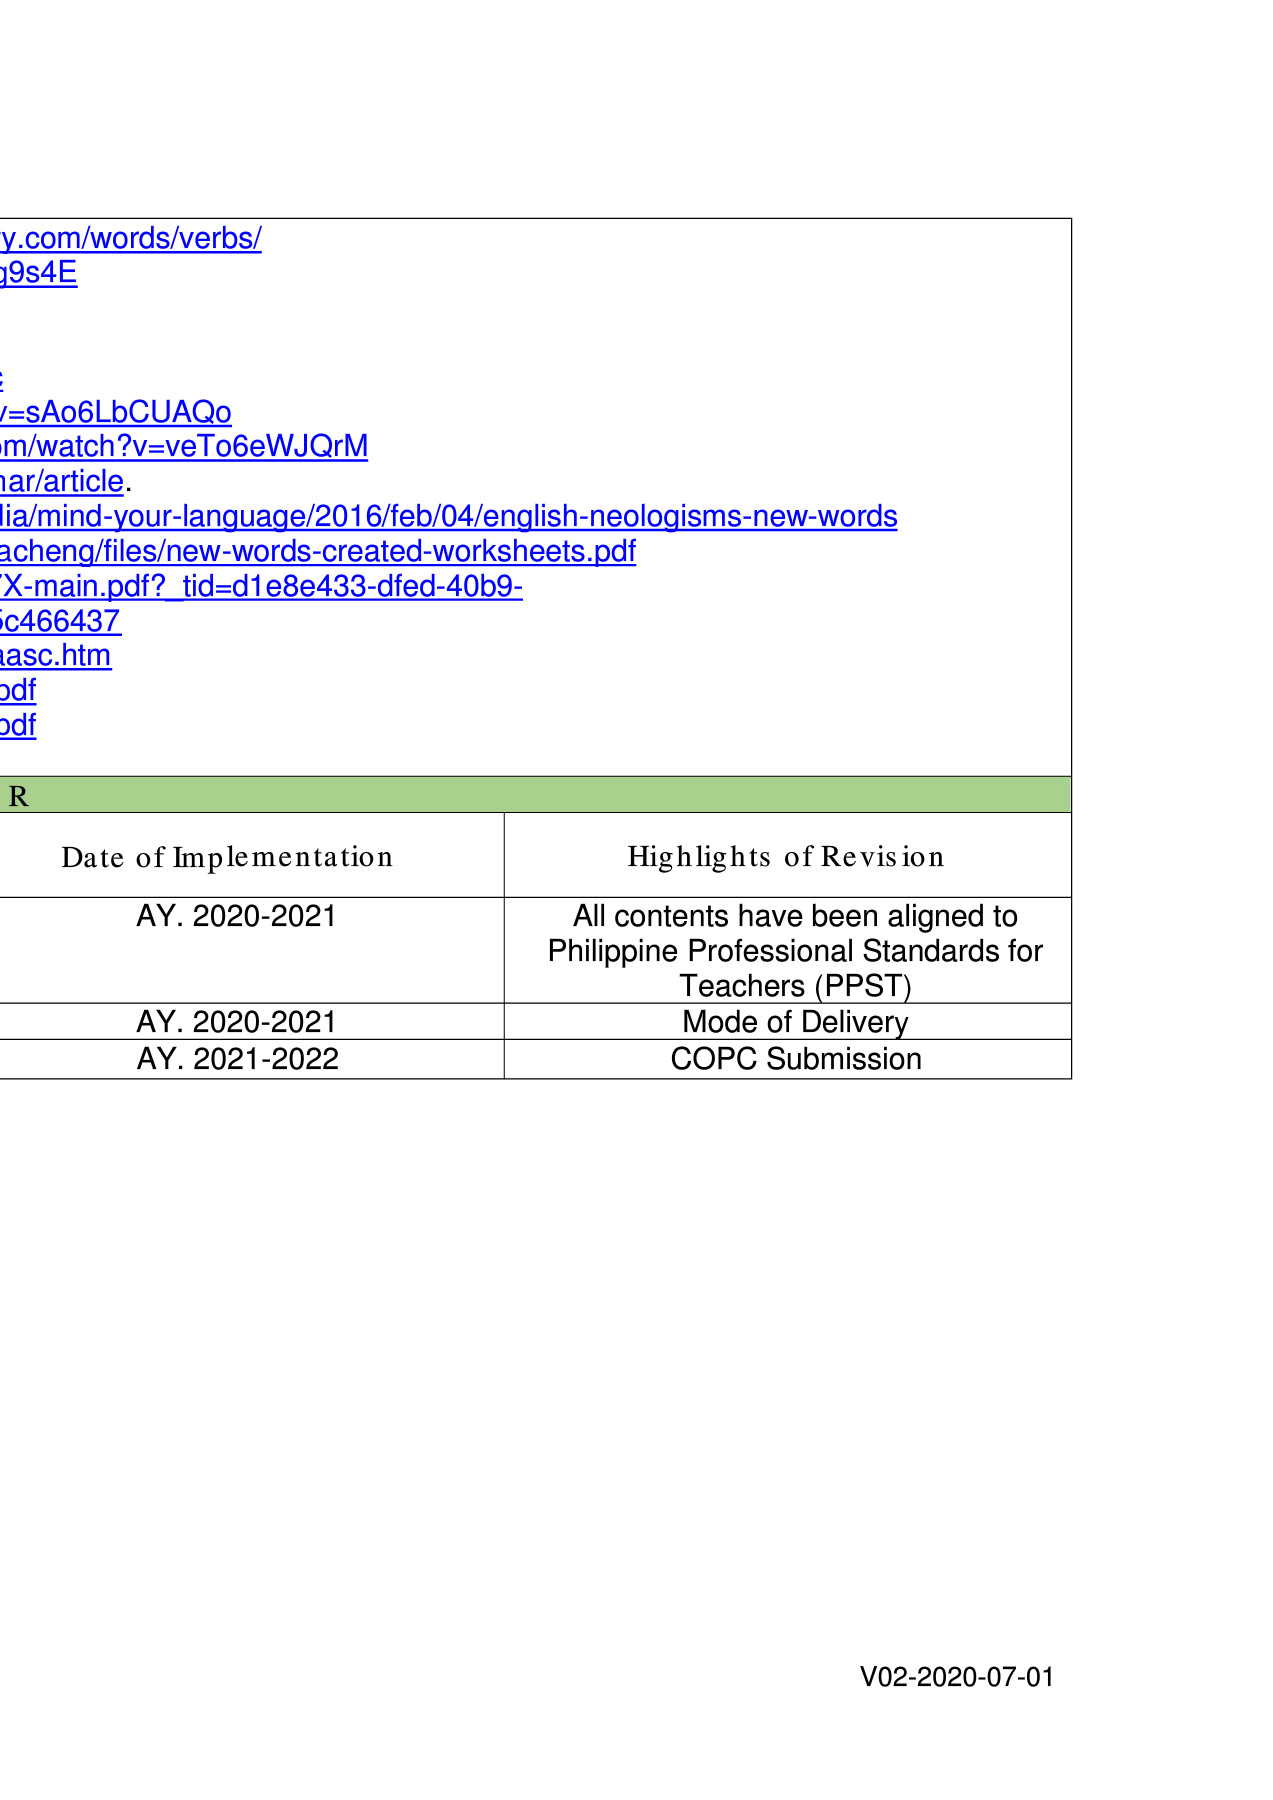 y.com/words/verbs/
g9s4E
v=sAo6LbCUAQo
om/watch?v=veTo6eWJQrM
nar/article.
dia/mind-your-language/2016/feb/04/english-neologisms-new-words
acheng/files/new-words-created-worksheets.pdf
7X-main.pdf?_tid=d1e8e433-dfed-40b9-
5c466437
aasc.htm
pdf
pdf
R
Date of Implementation
Highlights of Revision
AY. 2020-2021
All contents have been aligned to
Philippine Professional Standards for
Teachers (PPST)
AY. 2020-2021
Mode of Delivery
AY. 2021-2022
COPC Submission
V02-2020-07-01